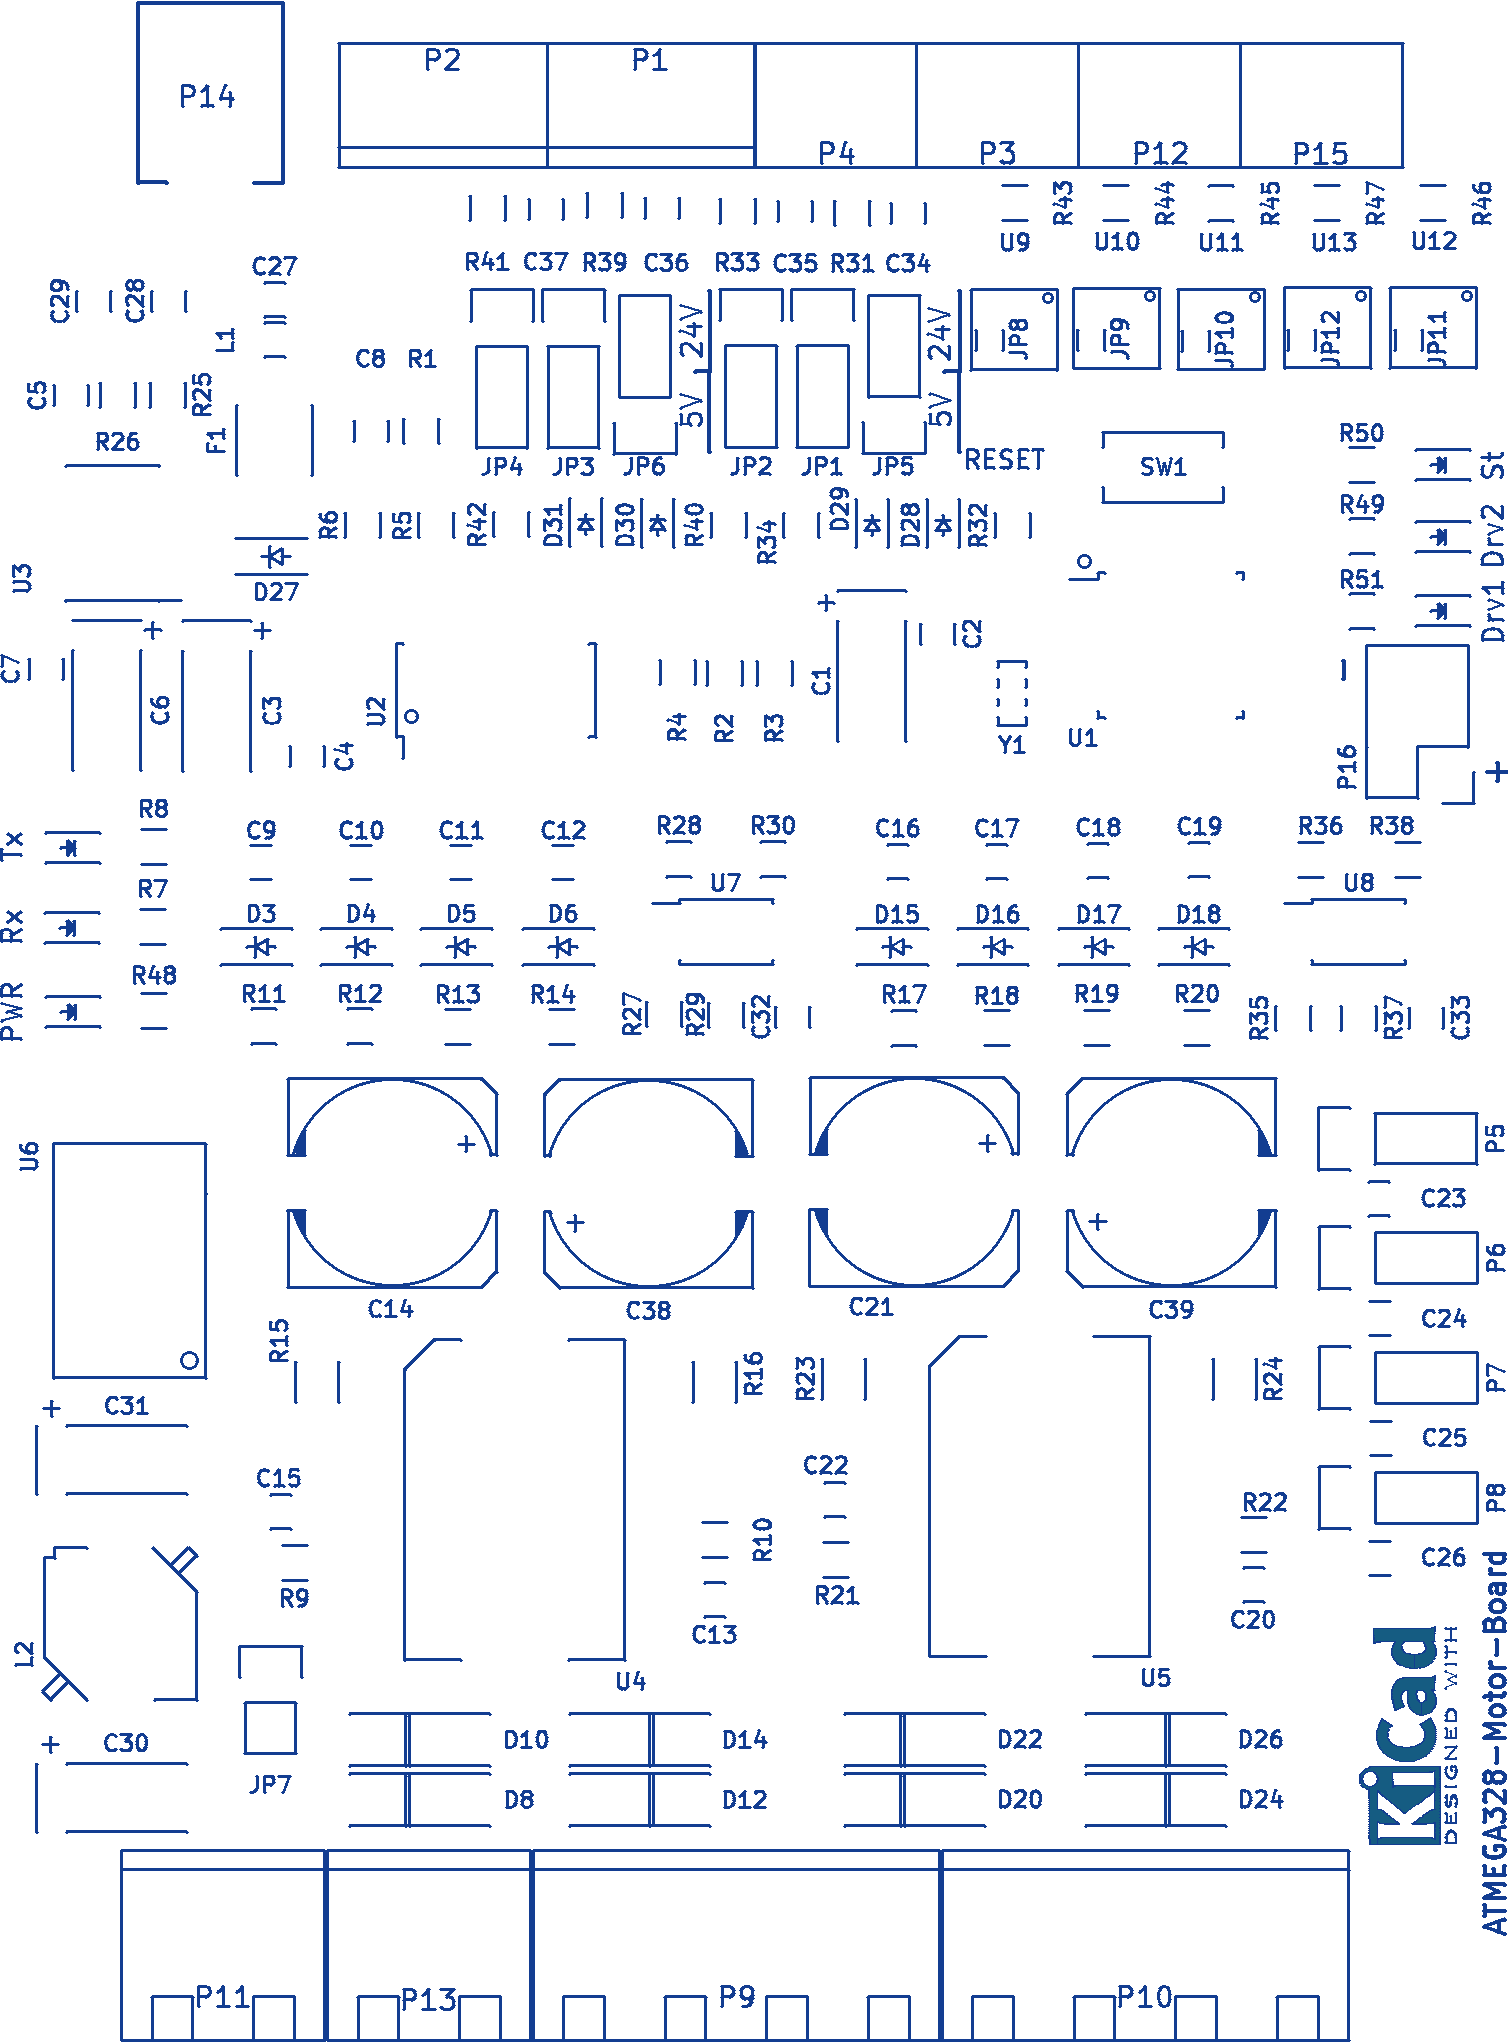 P14
P2 P1
P4 P3 P12 P15
R43 R44 R45 R47 R46
U9 U10 U11 U13 U12
R41 C37 R39 C36 R33 C35 R31 C34
C27
C29 C28
L1
24V 24V
JP8 JP9 JP10 JP12 JP11
C8 R1
C5 R25
5V 5V
R26 F1
R50
JP4 JP3 JP6 JP2 JP1 JP5
RESET
SW1
St
R49
R6 R5 R42 D31 D30 R40 R34 D29 D28 R32
Drv2
U3
D27
R51
Drv1
+ + +
C2
C7 C6 C3 U2 R4 R2 R3 C1
C4
Y1 U1
P16
+
R8
Tx
C9 C10 C11 C12 R28 R30 C16 C17 C18 C19 R36 R38
R7
U7 U8
Rx
D3 D4 D5 D6 D15 D16 D17 D18
R48
PWR
R11 R12 R13 R14 R27 R29 C32 R17 R18 R19 R20 R35 R37 C33
U6
+ +
P5
C23
+ +
P6
C14 C38 C21 C39
C24
R15 R16 R23 R24
P7
+
C31
C25
C15 C22
R22
P8
R10
C26
R9 R21
C13 C20
L2
U4 U5
+
C30
D10 D14 D22 D26
JP7
D8 D12 D20 D24
KiCad
DESIGNED WITH
ATMEGA328-Motor-Board
P11 P13 P9 P10